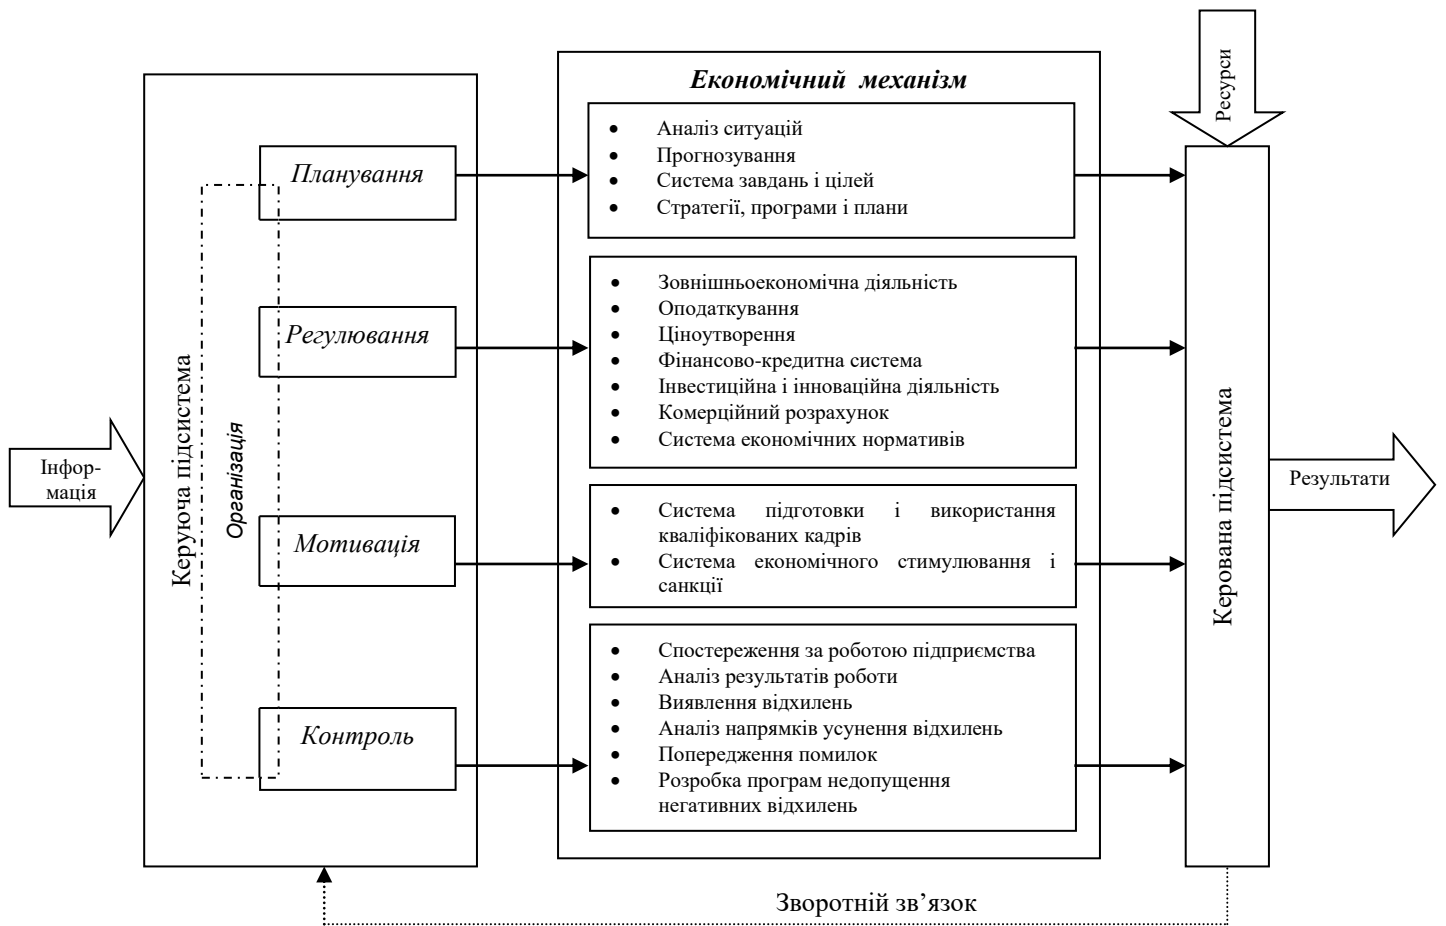 Ресурси
Економічний механізм
Планування
• Аналіз ситуацій
• Прогнозування
• Система завдань і цілей
• Стратегії, програми і плани
Регулювання
• Зовнішньоекономічна діяльність
• Оподаткування
• Ціноутворення
• Фінансово-кредитна система
• Інвестиційна і інноваційна діяльність
• Комерційний розрахунок
• Система економічних нормативів
Інфор-
мація
Керуюча підсистема
Організація
Мотивація
• Система підготовки і використання
кваліфікованих кадрів
• Система економічного стимулювання і
санкції
Керована підсистема
Результати
Контроль
• Спостереження за роботою підприємства
• Аналіз результатів роботи
• Виявлення відхилень
• Аналіз напрямків усунення відхилень
• Попередження помилок
• Розробка програм недопущення
негативних відхилень
Зворотній зв’язок